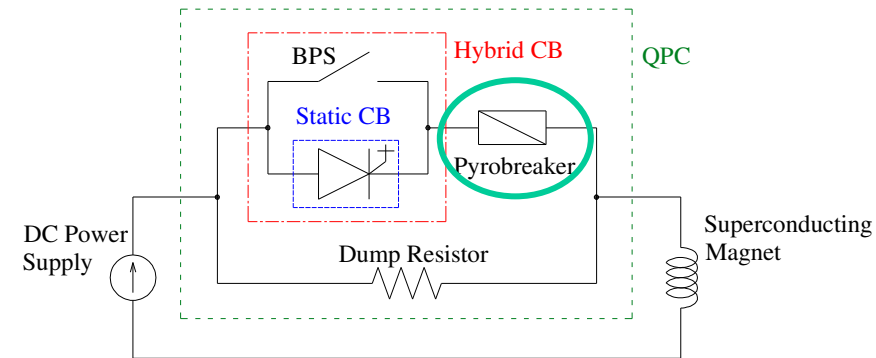 BPS
Hybrid CB
QPC
Static CB
Pyrobreaker
DC Power
Supply
Dump Resistor
Superconducting
Magnet